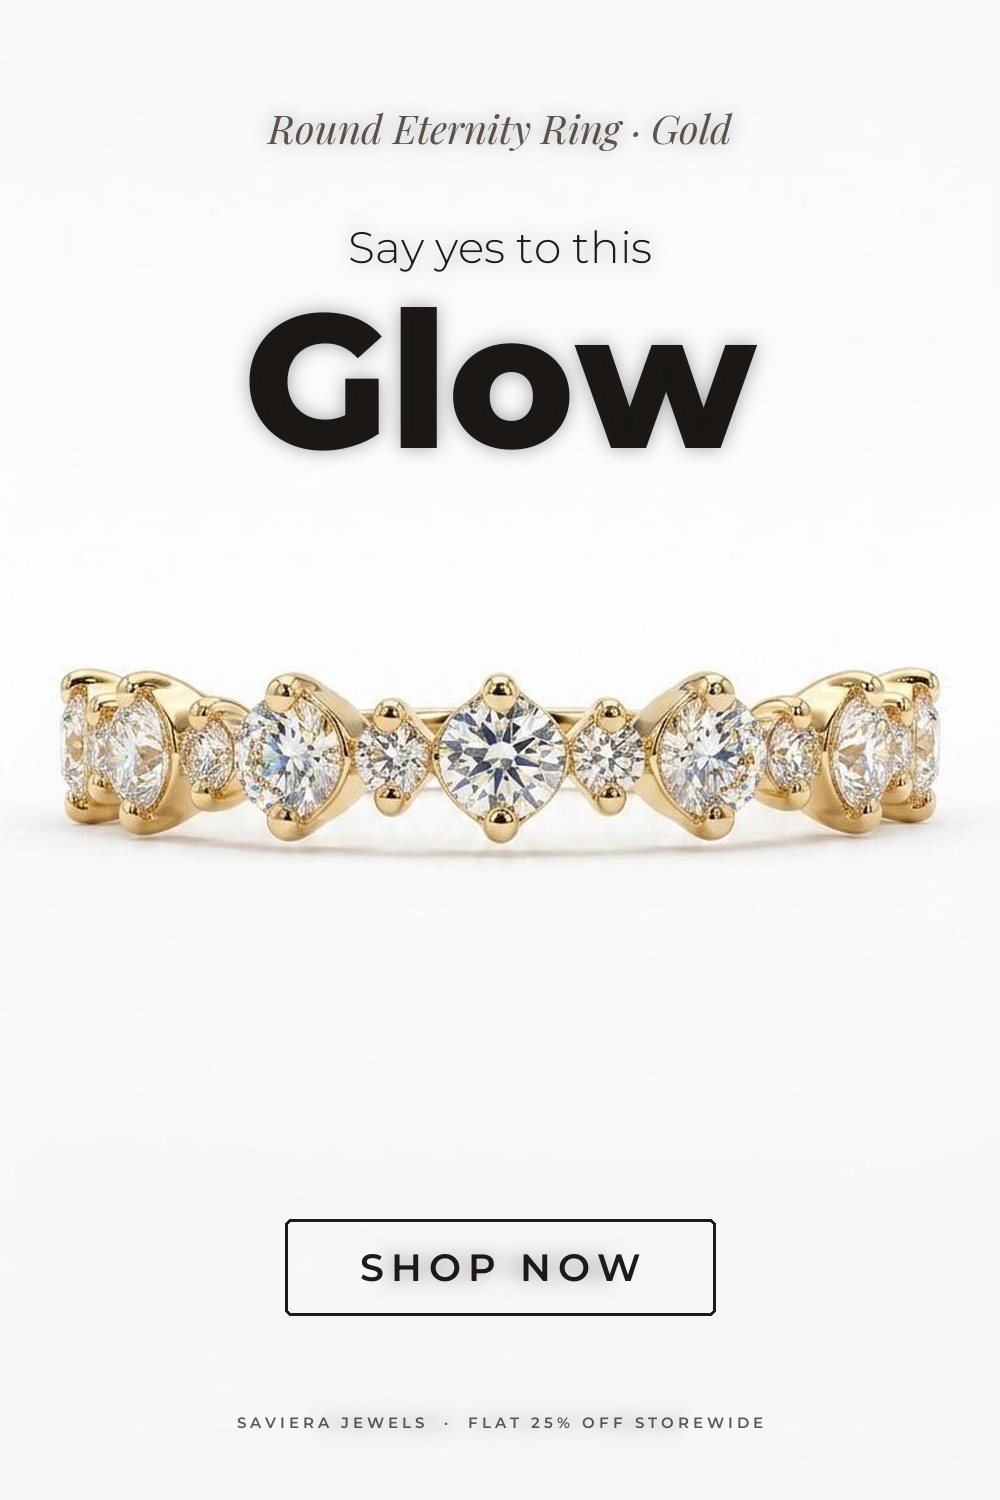 Round Eternity Ring · Gold
Say yes to this
Glow
SHOP NOW
SAVIERA JEWELS · FLAT 25% OFF STOREWIDE